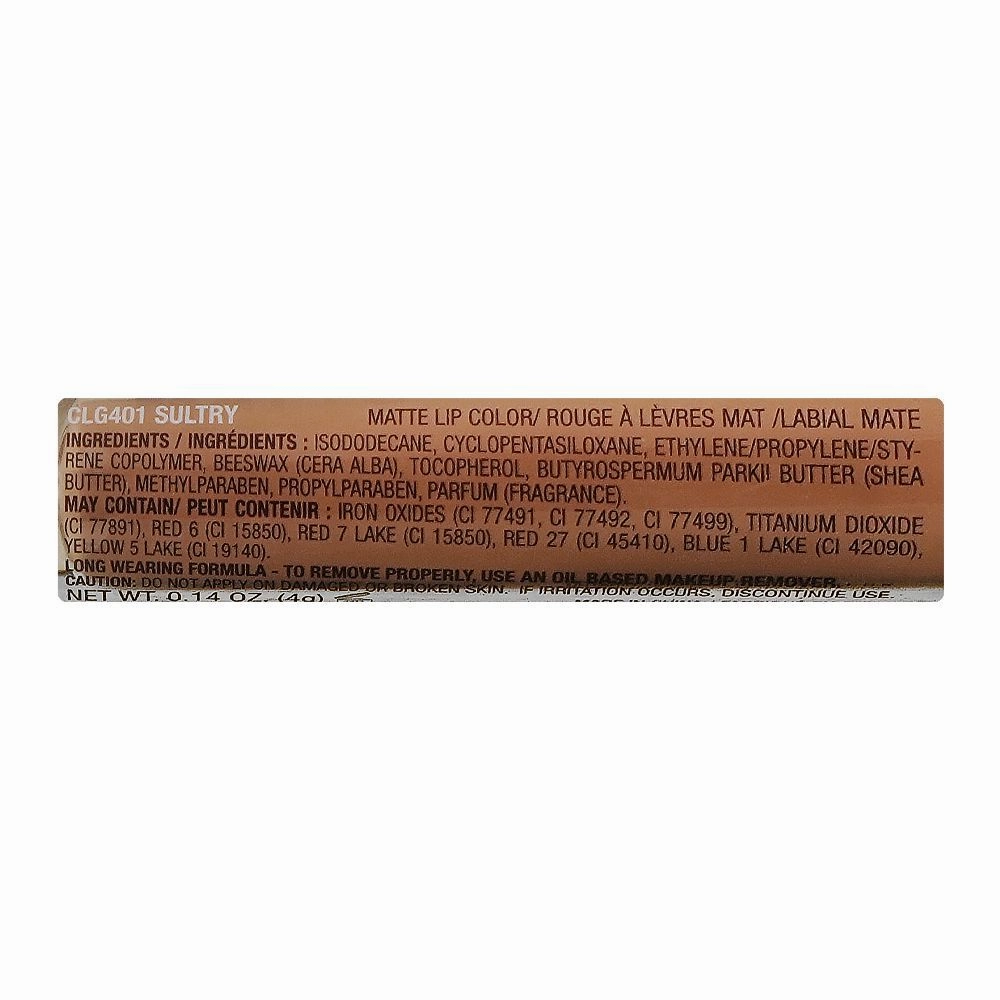 CLG401 SULTRY
MATTE LIP COLOR/ ROUGE À LÈVRES MAT /LABIAL MATE
INGREDIENTS / INGRÉDIENTS : ISODODECANE, CYCLOPENTASILOXANE, ETHYLENE/PROPYLENE/STY-
RENE COPOLYMER, BEESWAX (CERA ALBA), TOCOPHEROL, BUTYROSPERMUM PARKII BUTTER (SHEA
BUTTER), METHYLPARABEN, PROPYLPARABEN, PARFUM (FRAGRANCE).
MAY CONTAIN/ PEUT CONTENIR : IRON OXIDES (CI 77491, CI 77492, CI 77499), TITANIUM DIOXIDE
(CI 77891), RED 6 (CI 15850), RED 7 LAKE (CI 15850), RED 27 (CI 45410), BLUE 1 LAKE (CI 42090),
YELLOW 5 LAKE (CI 19140).
LONG WEARING FORMULA - TO REMOVE PROPERLY, USE AN OIL BASED MAKEUP REMOVER.
CAUTION: DO NOT APPLY ON DAMAGED OR BROKEN SKIN. IF IRRITATION OCCURS, DISCONTINUE USE.
NET WT. 0.14 OZ. (4g)